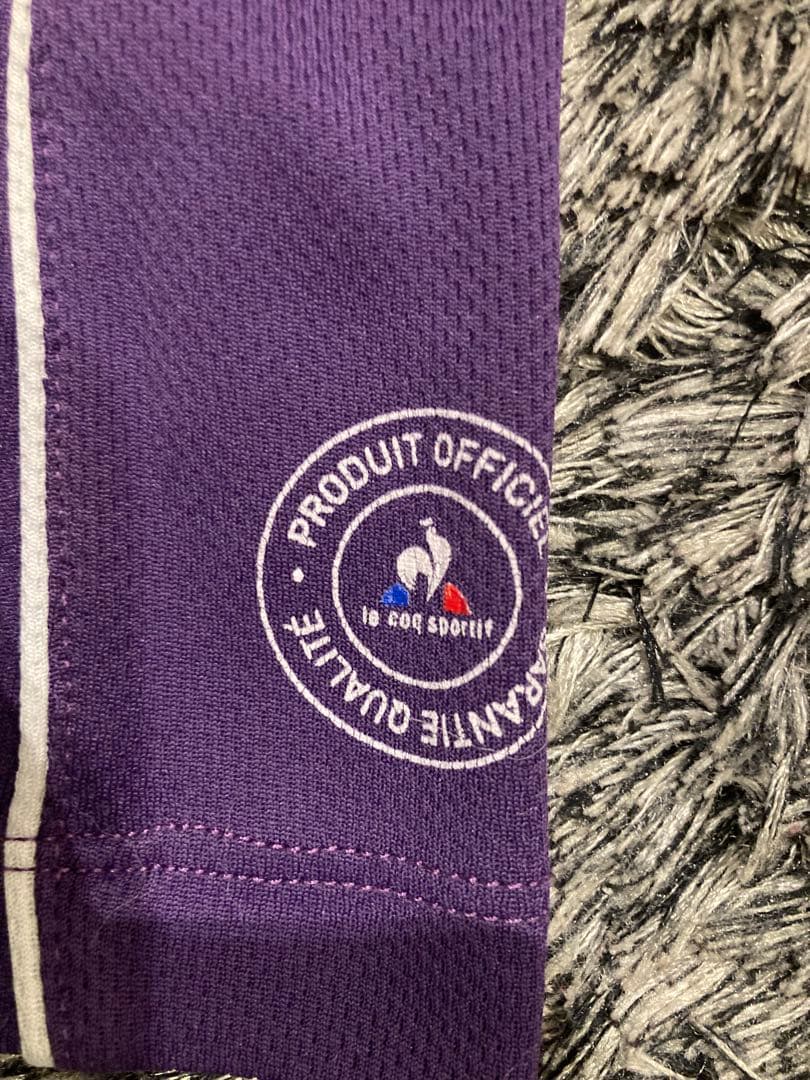 PRODUIT OFFICIEL
le coq sportif
GARANTIE QUALITÉ